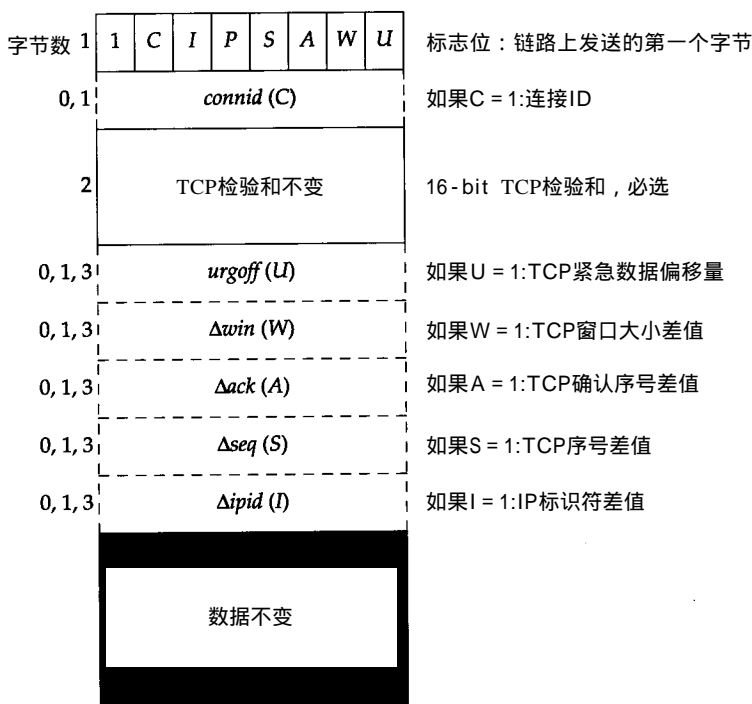 字节数 1 1 C I P S A W U 标志位：链路上发送的第一个字节
0, 1 connid (C) 如果C = 1:连接ID
2 TCP检验和不变 16-bit TCP检验和，必选
0, 1, 3 urgoff (U) 如果U = 1:TCP紧急数据偏移量
0, 1, 3 Δwin (W) 如果W = 1:TCP窗口大小差值
0, 1, 3 Δack (A) 如果A = 1:TCP确认序号差值
0, 1, 3 Δseq (S) 如果S = 1:TCP序号差值
0, 1, 3 Δipid (I) 如果I = 1:IP标识符差值
数据不变